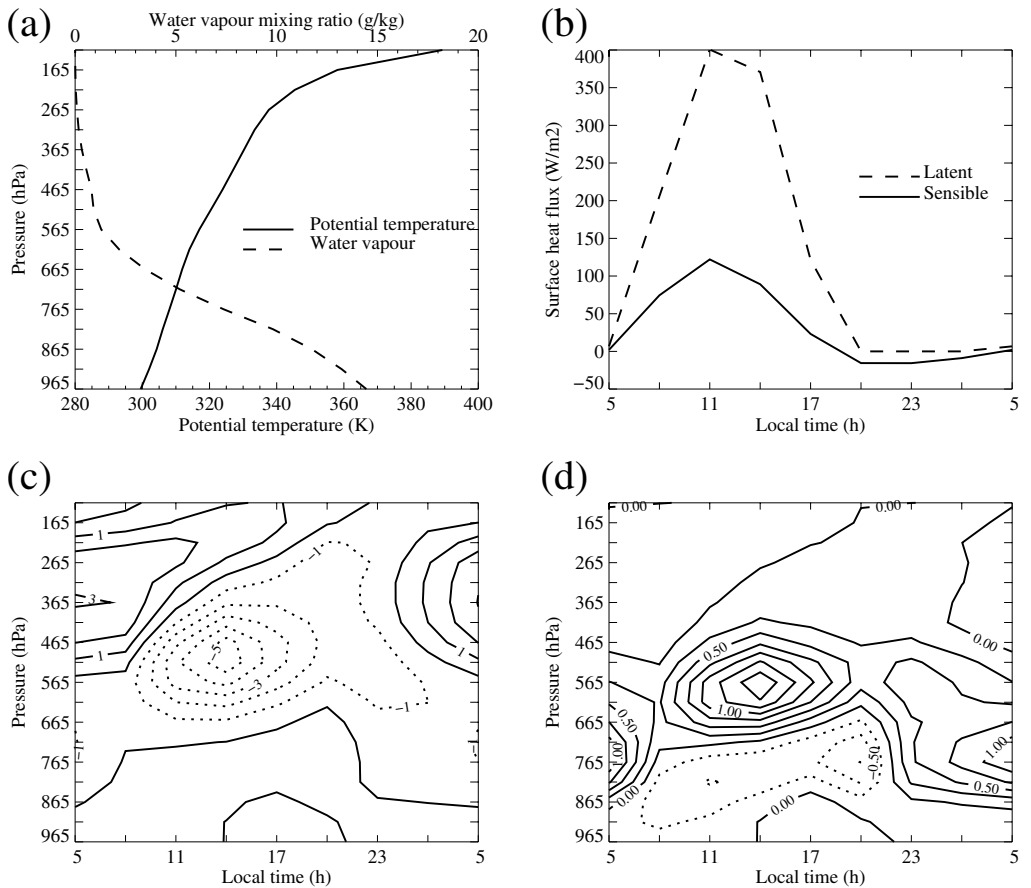 (a)
Water vapour mixing ratio (g/kg)
0 5 10 15 20
165
265
365
465
565
665
765
865
965
Pressure (hPa)
Potential temperature
Water vapour
280 300 320 340 360 380 400
Potential temperature (K)
(b)
400
350
300
250
200
150
100
50
0
−50
Surface heat flux (W/m2)
Latent
Sensible
5 11 17 23 5
Local time (h)
(c)
165
265
365
465
565
665
765
865
965
Pressure (hPa)
1
3
1
−1
−5
−3
−1
1
−1
5 11 17 23 5
Local time (h)
(d)
165
265
365
465
565
665
765
865
965
Pressure (hPa)
0.00
0.00
0.50
0.00
1.00
0.50
1.00
−0.50
1.00
0.50
0.00
0.00
5 11 17 23 5
Local time (h)